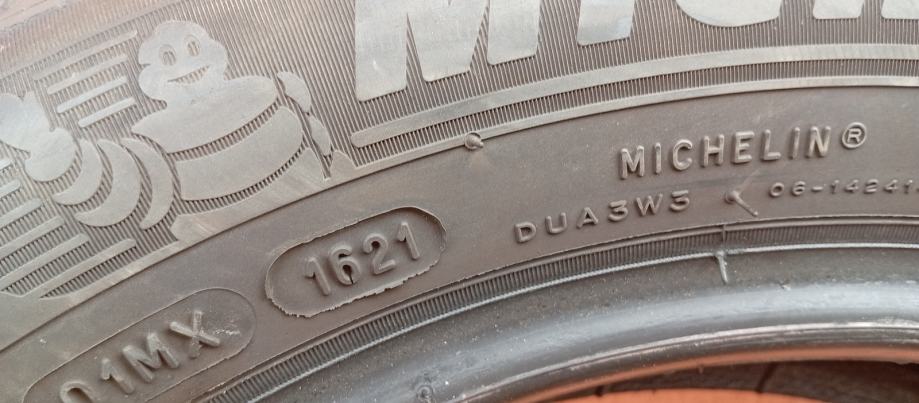 MICHELIN®
DUA3W3 06-14241
1621
01MX